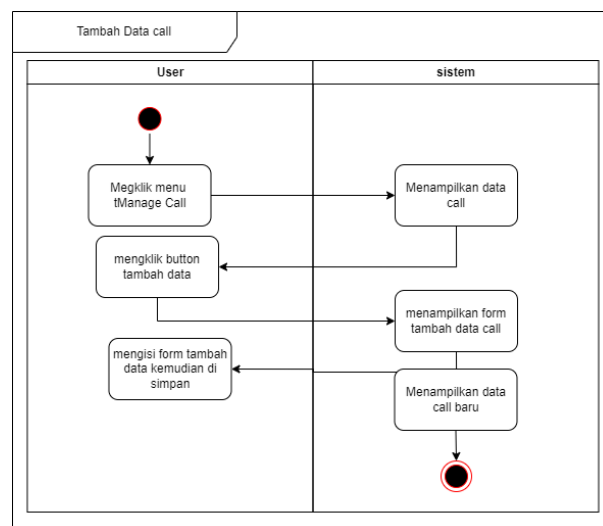 Tambah Data call
User
sistem
Megklik menu
tManage Call
Menampilkan data
call
mengklik button
tambah data
menampilkan form
tambah data call
mengisi form tambah
data kemudian di
simpan
Menampilkan data
call baru